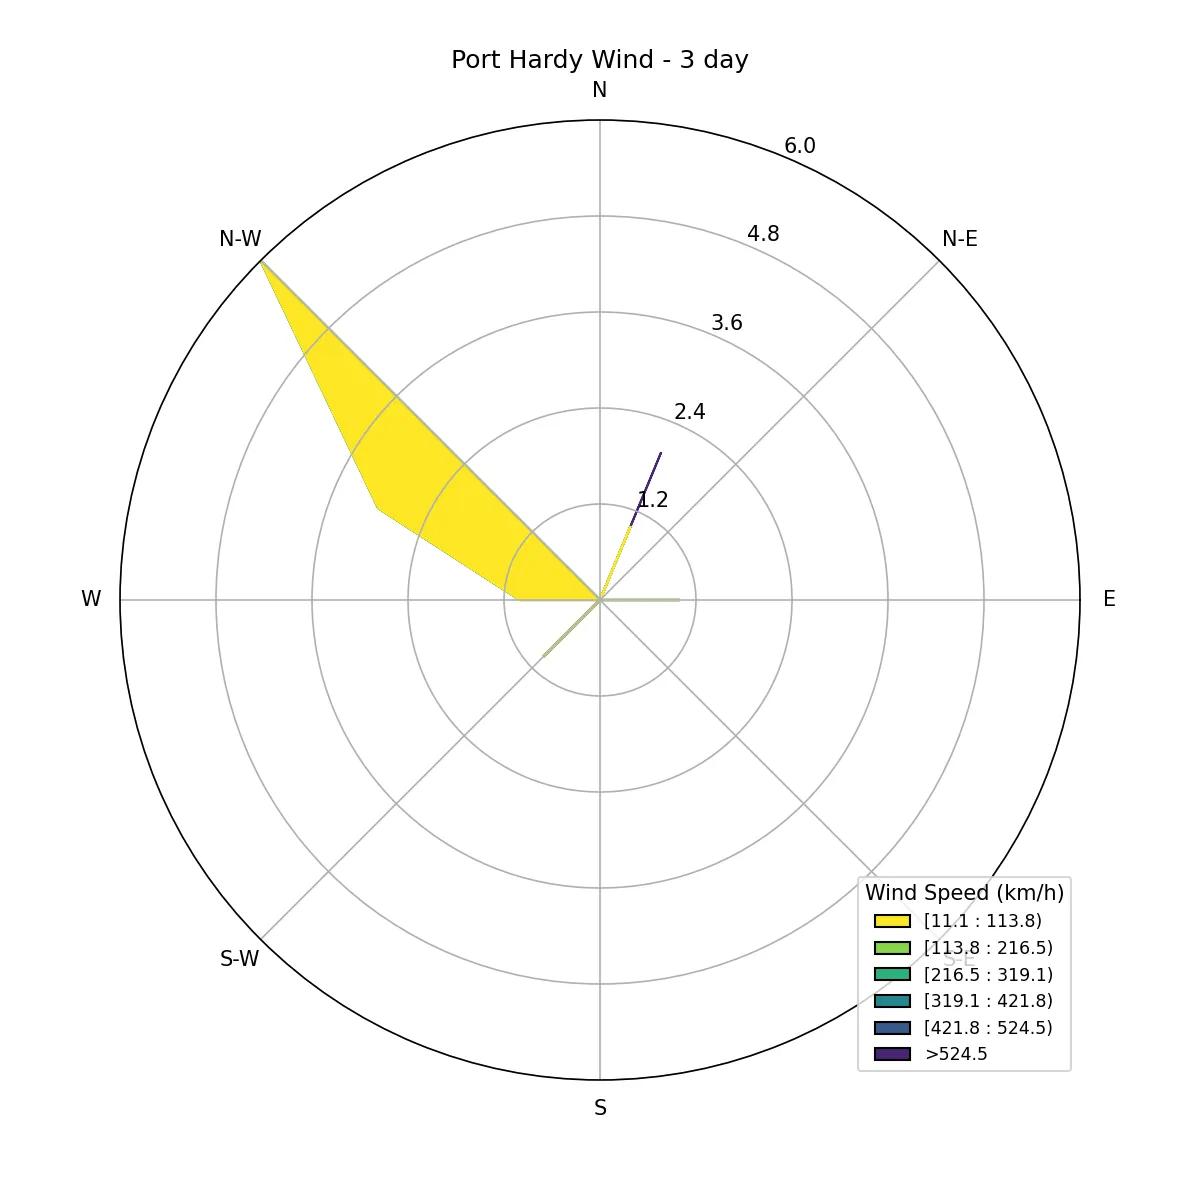 Port Hardy Wind - 3 day
N
6.0
4.8
N-W
N-E
3.6
2.4
1.2
W
E
Wind Speed (km/h)
[11.1 : 113.8)
[113.8 : 216.5)
S-W
S-E
[216.5 : 319.1)
[319.1 : 421.8)
[421.8 : 524.5)
>524.5
S